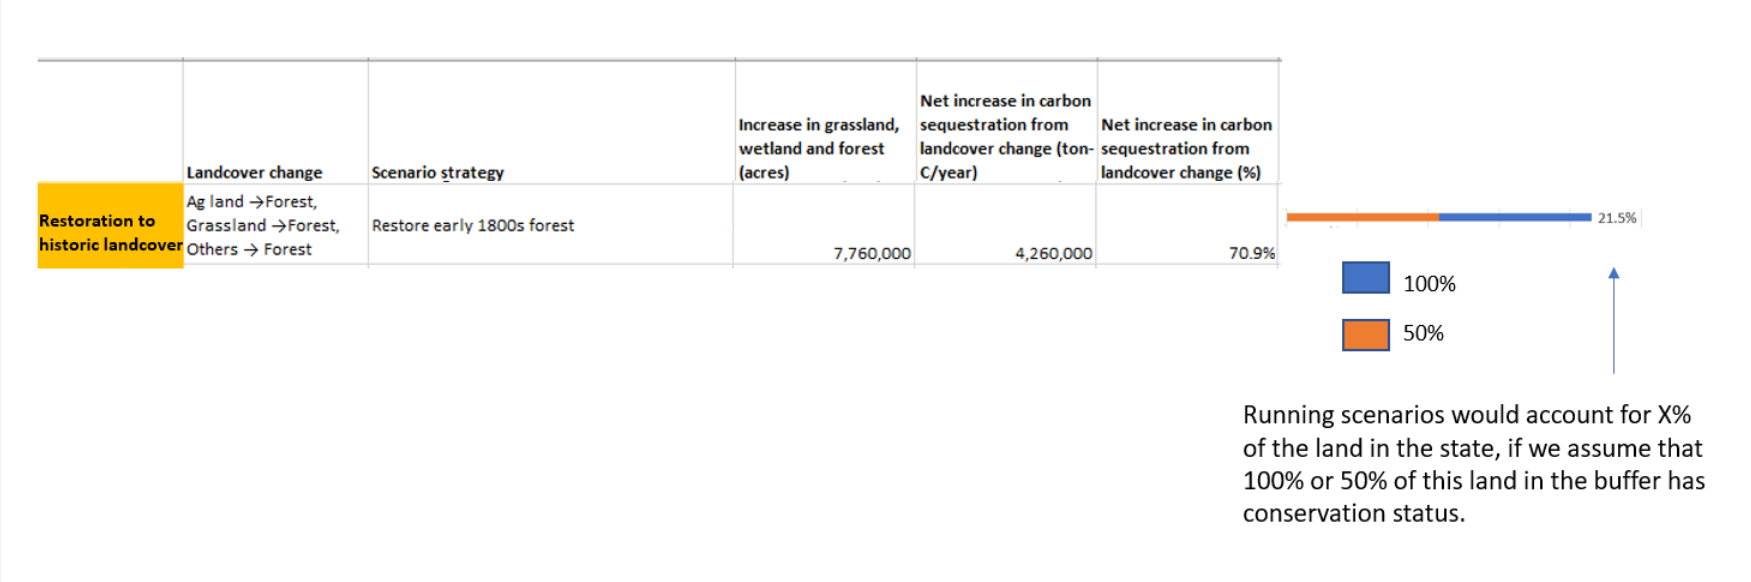 Landcover change
Scenario strategy
Increase in grassland,
wetland and forest
(acres)
Net increase in carbon
sequestration from
landcover change (ton-
C/year)
Net increase in carbon
sequestration from
landcover change (%)
Restoration to
historic landcover
Ag land →Forest,
Grassland →Forest,
Others → Forest
Restore early 1800s forest
7,760,000
4,260,000
70.9%
21.5%
100%
50%
Running scenarios would account for X%
of the land in the state, if we assume that
100% or 50% of this land in the buffer has
conservation status.